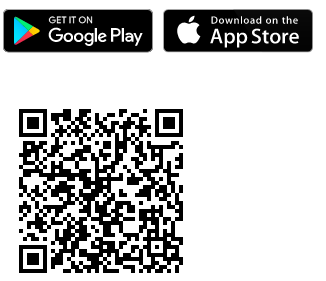 GET IT ON
Google Play
Download on the
App Store